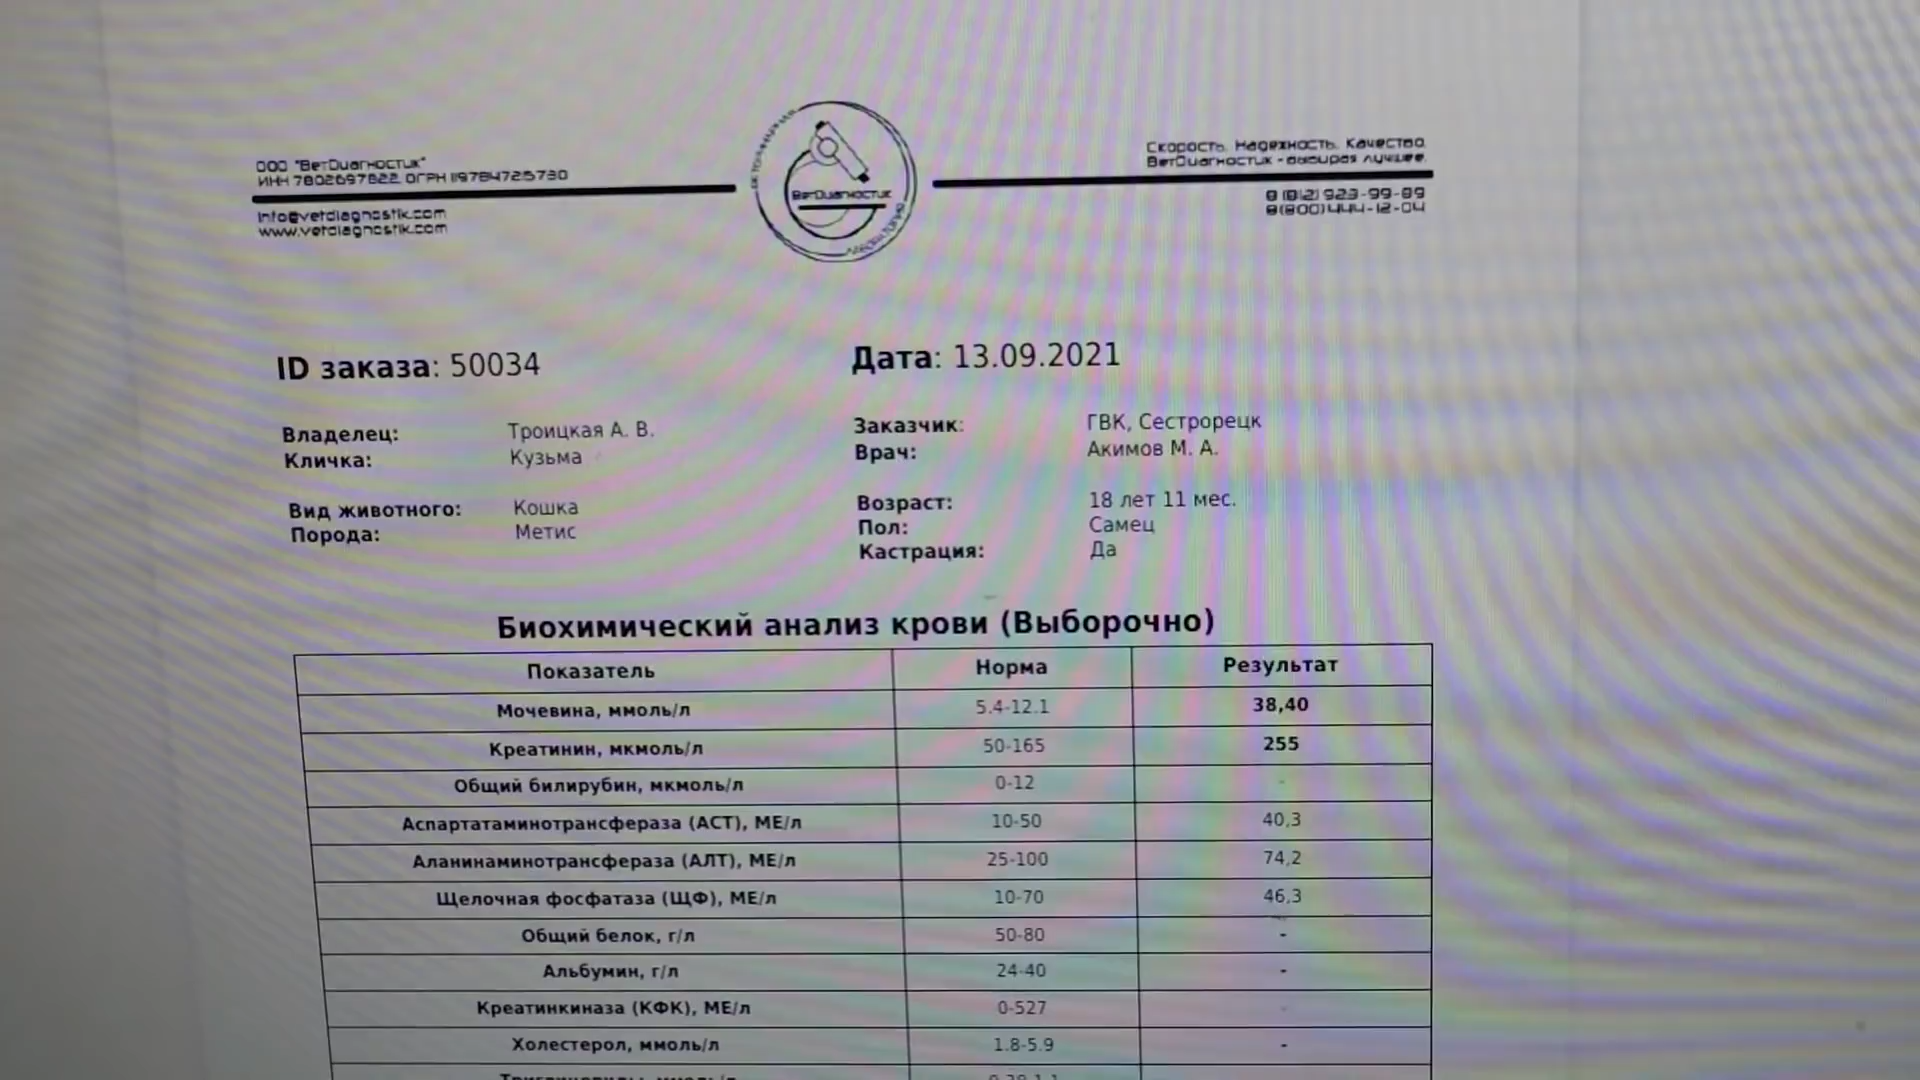 ООО "ВетДиагностик"
ИНН 7802697822, ОГРН 1197847215730
info@vetdiagnostik.com
www.vetdiagnostik.com
ВетДиагностик
ЛАБОРАТОРИЯ
Скорость. Надежность. Качество.
ВетДиагностик - выбирая лучшее.
8 (812) 923-99-89
8(800)444-12-04
ID заказа: 50034
Дата: 13.09.2021
Владелец: Троицкая А. В.
Кличка: Кузьма
Заказчик: ГВК, Сестрорецк
Врач: Акимов М. А.
Вид животного: Кошка
Порода: Метис
Возраст: 18 лет 11 мес.
Пол: Самец
Кастрация: Да
Биохимический анализ крови (Выборочно)
Показатель Норма Результат
Мочевина, ммоль/л 5.4-12.1 38,40
Креатинин, мкмоль/л 50-165 255
Общий билирубин, мкмоль/л 0-12 -
Аспартатаминотрансфераза (АСТ), МЕ/л 10-50 40,3
Аланинаминотрансфераза (АЛТ), МЕ/л 25-100 74,2
Щелочная фосфатаза (ЩФ), МЕ/л 10-70 46,3
Общий белок, г/л 50-80 -
Альбумин, г/л 24-40 -
Креатинкиназа (КФК), МЕ/л 0-527 -
Холестерол, ммоль/л 1.8-5.9 -